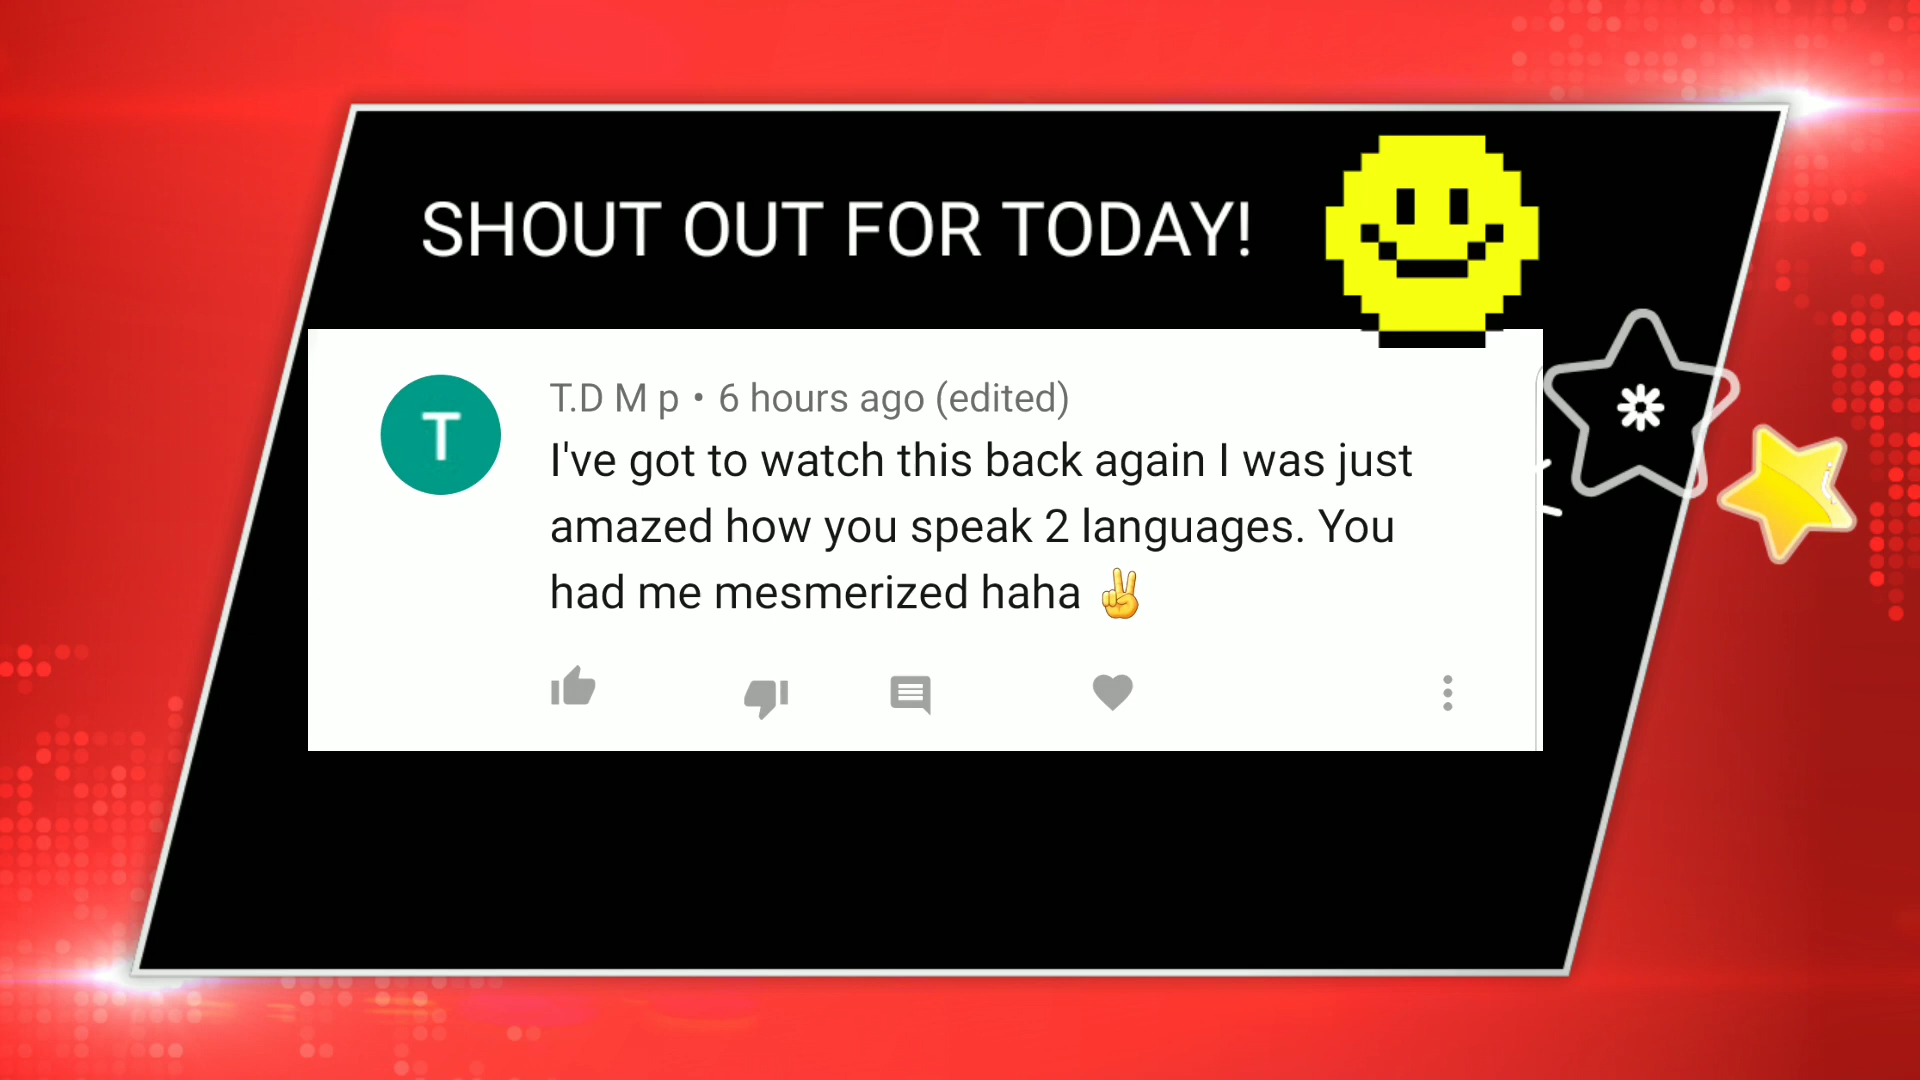 SHOUT OUT FOR TODAY!
T
T.D M p • 6 hours ago (edited)
I've got to watch this back again I was just
amazed how you speak 2 languages. You
had me mesmerized haha ✌